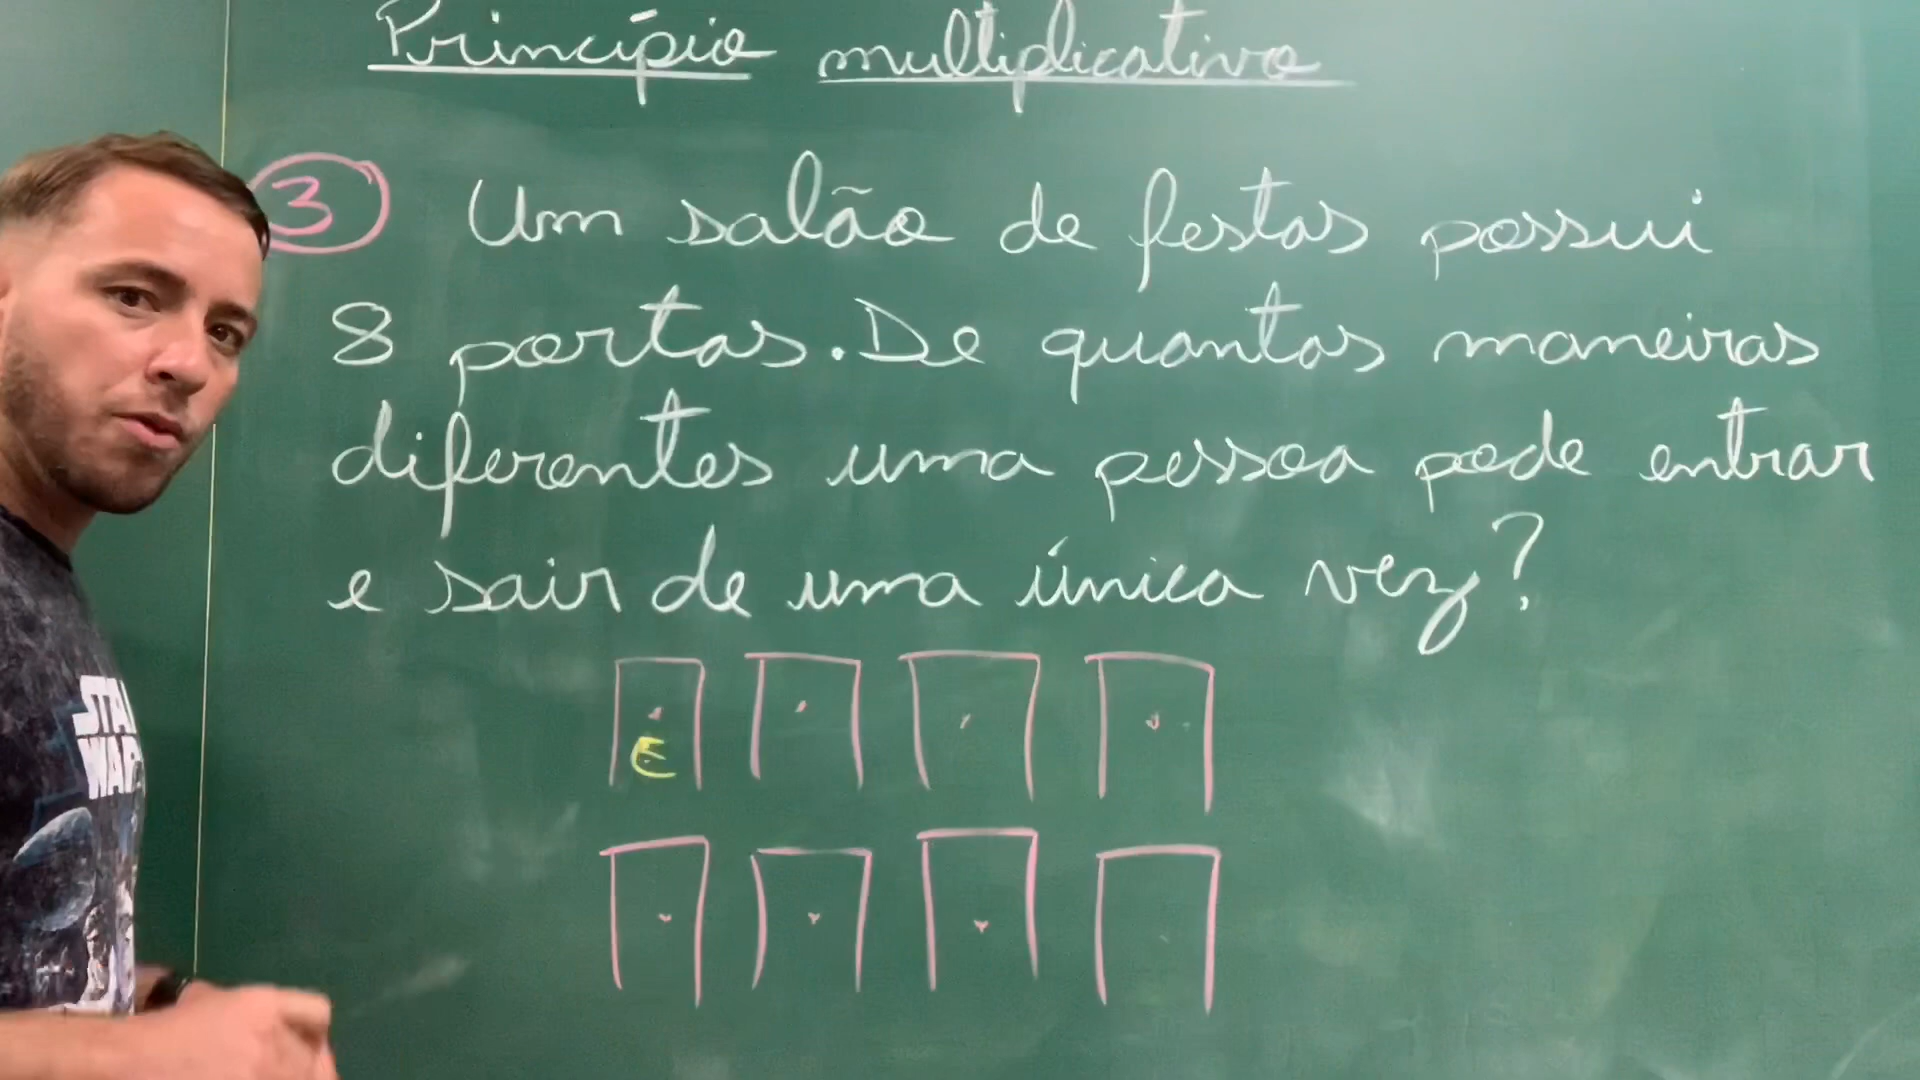 Princípio multiplicativo
3 Um salão de festas possui
8 portas. De quantas maneiras
diferentes uma pessoa pode entrar
e sair de uma única vez?
E
STAR
WARS